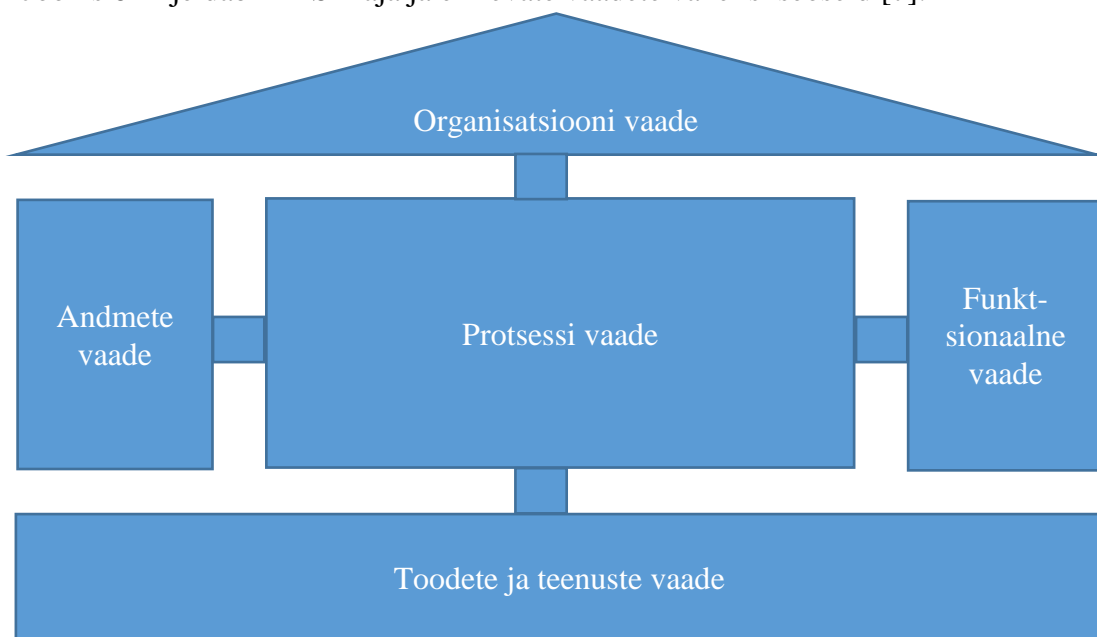 Organisatsiooni vaade
Andmete
vaade
Protsessi vaade
Funkt-
sionaalne
vaade
Toodete ja teenuste vaade